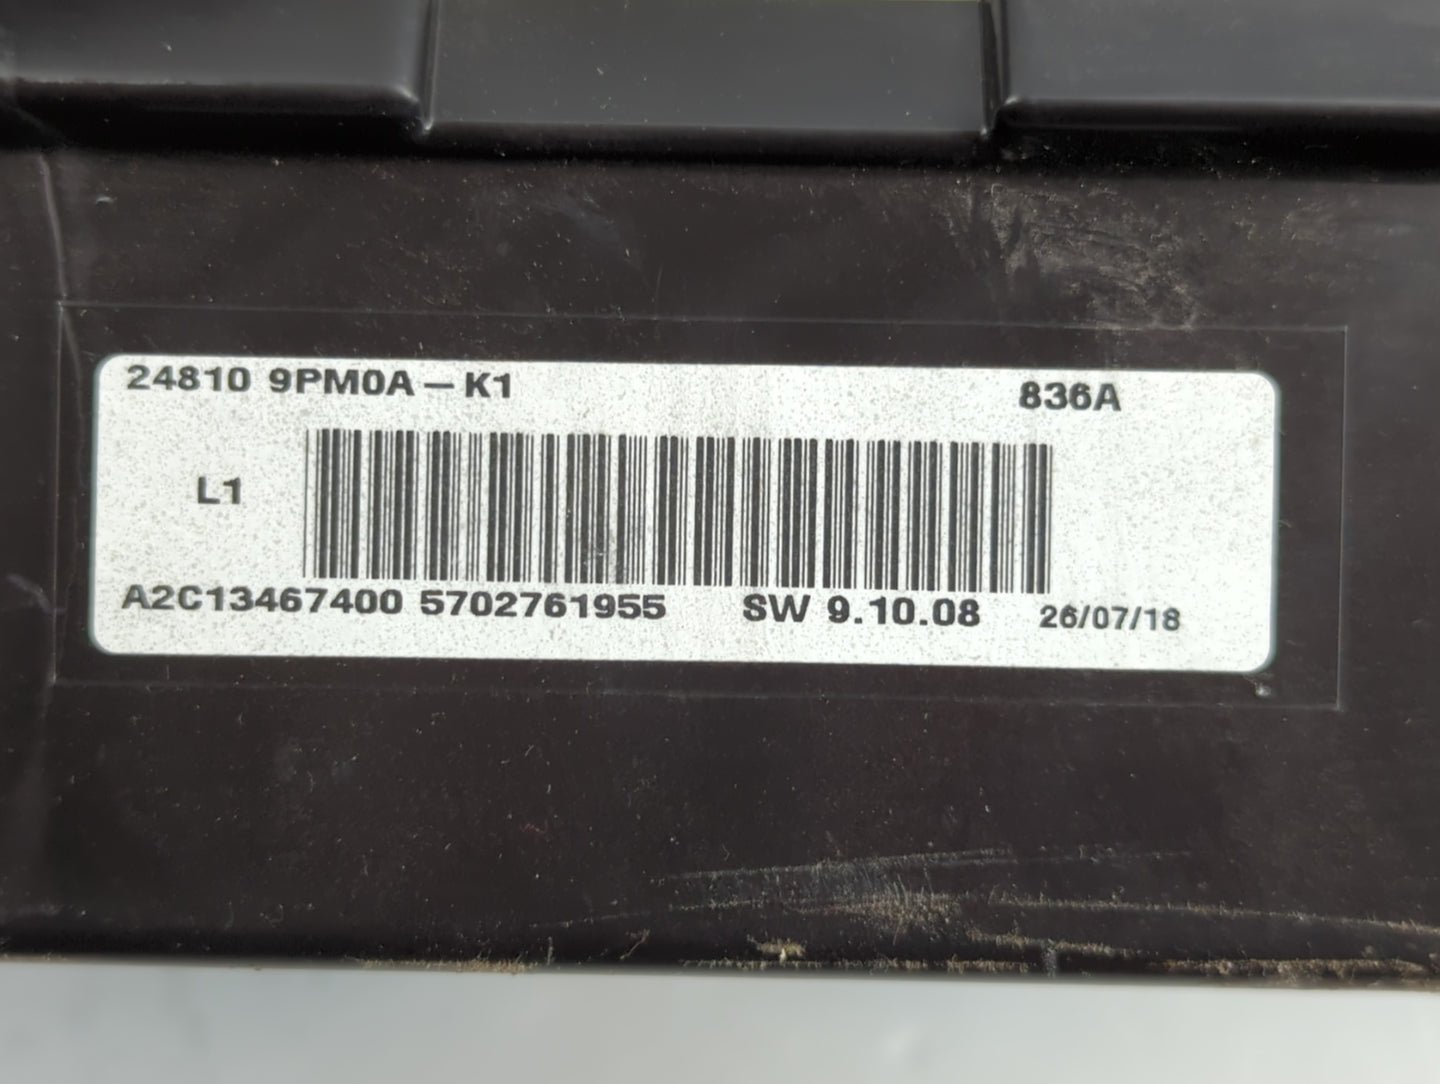 24810 9PM0A – K1 836A
L1
A2C13467400 5702761955 SW 9.10.08 26/07/18